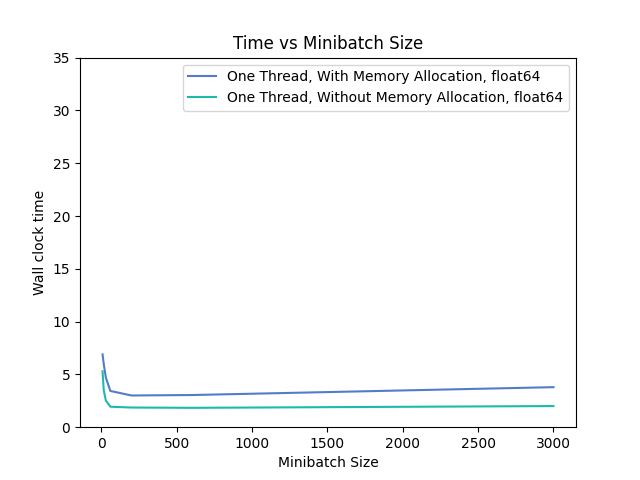 Time vs Minibatch Size
One Thread, With Memory Allocation, float64
One Thread, Without Memory Allocation, float64
Wall clock time
35
30
25
20
15
10
5
0
0 500 1000 1500 2000 2500 3000
Minibatch Size